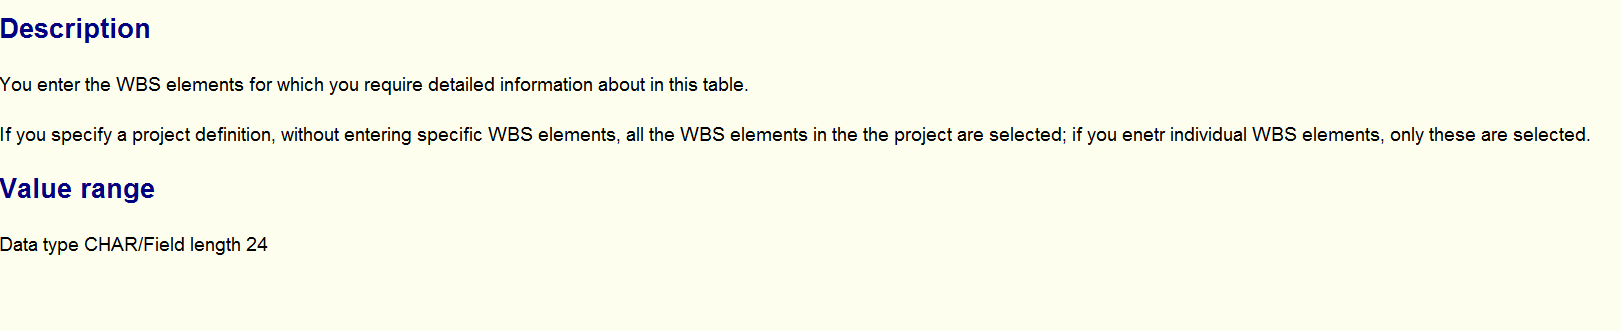 Description
You enter the WBS elements for which you require detailed information about in this table.
If you specify a project definition, without entering specific WBS elements, all the WBS elements in the the project are selected; if you enetr individual WBS elements, only these are selected.
Value range
Data type CHAR/Field length 24